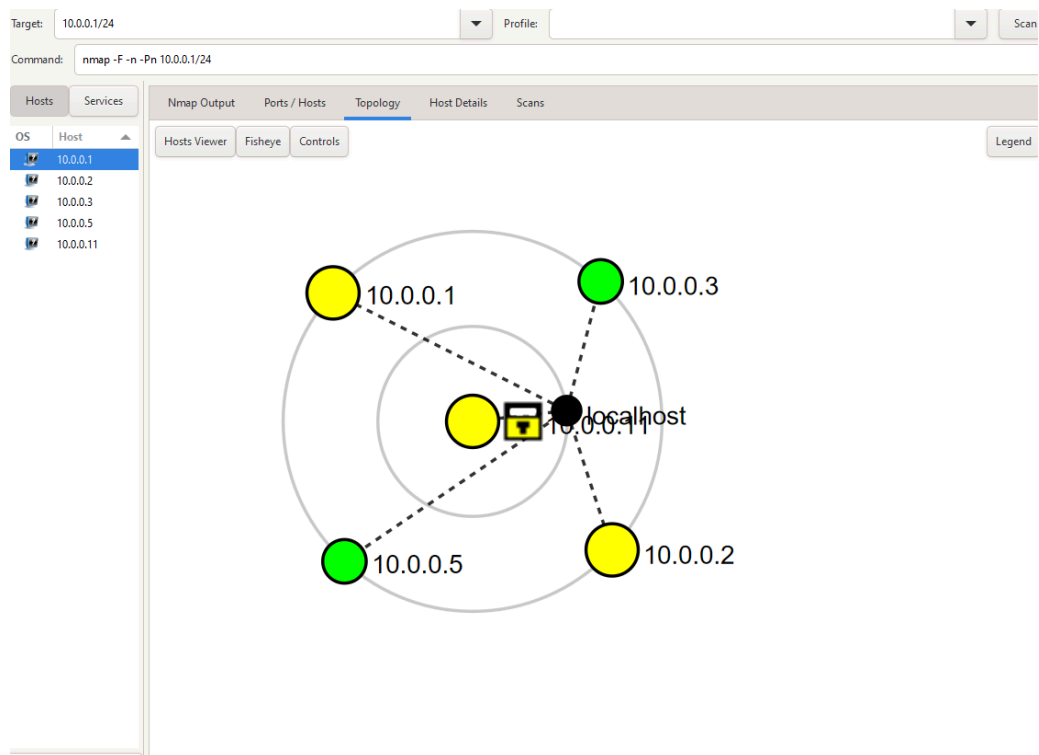 Target: 10.0.0.1/24 Profile: Scan
Command: nmap -F -n -Pn 10.0.0.1/24
Hosts Services Nmap Output Ports / Hosts Topology Host Details Scans
OS Host Hosts Viewer Fisheye Controls Legend
10.0.0.1
10.0.0.2
10.0.0.3
10.0.0.5
10.0.0.11
10.0.0.1
10.0.0.3
localhost
10.0.0.11
10.0.0.5
10.0.0.2